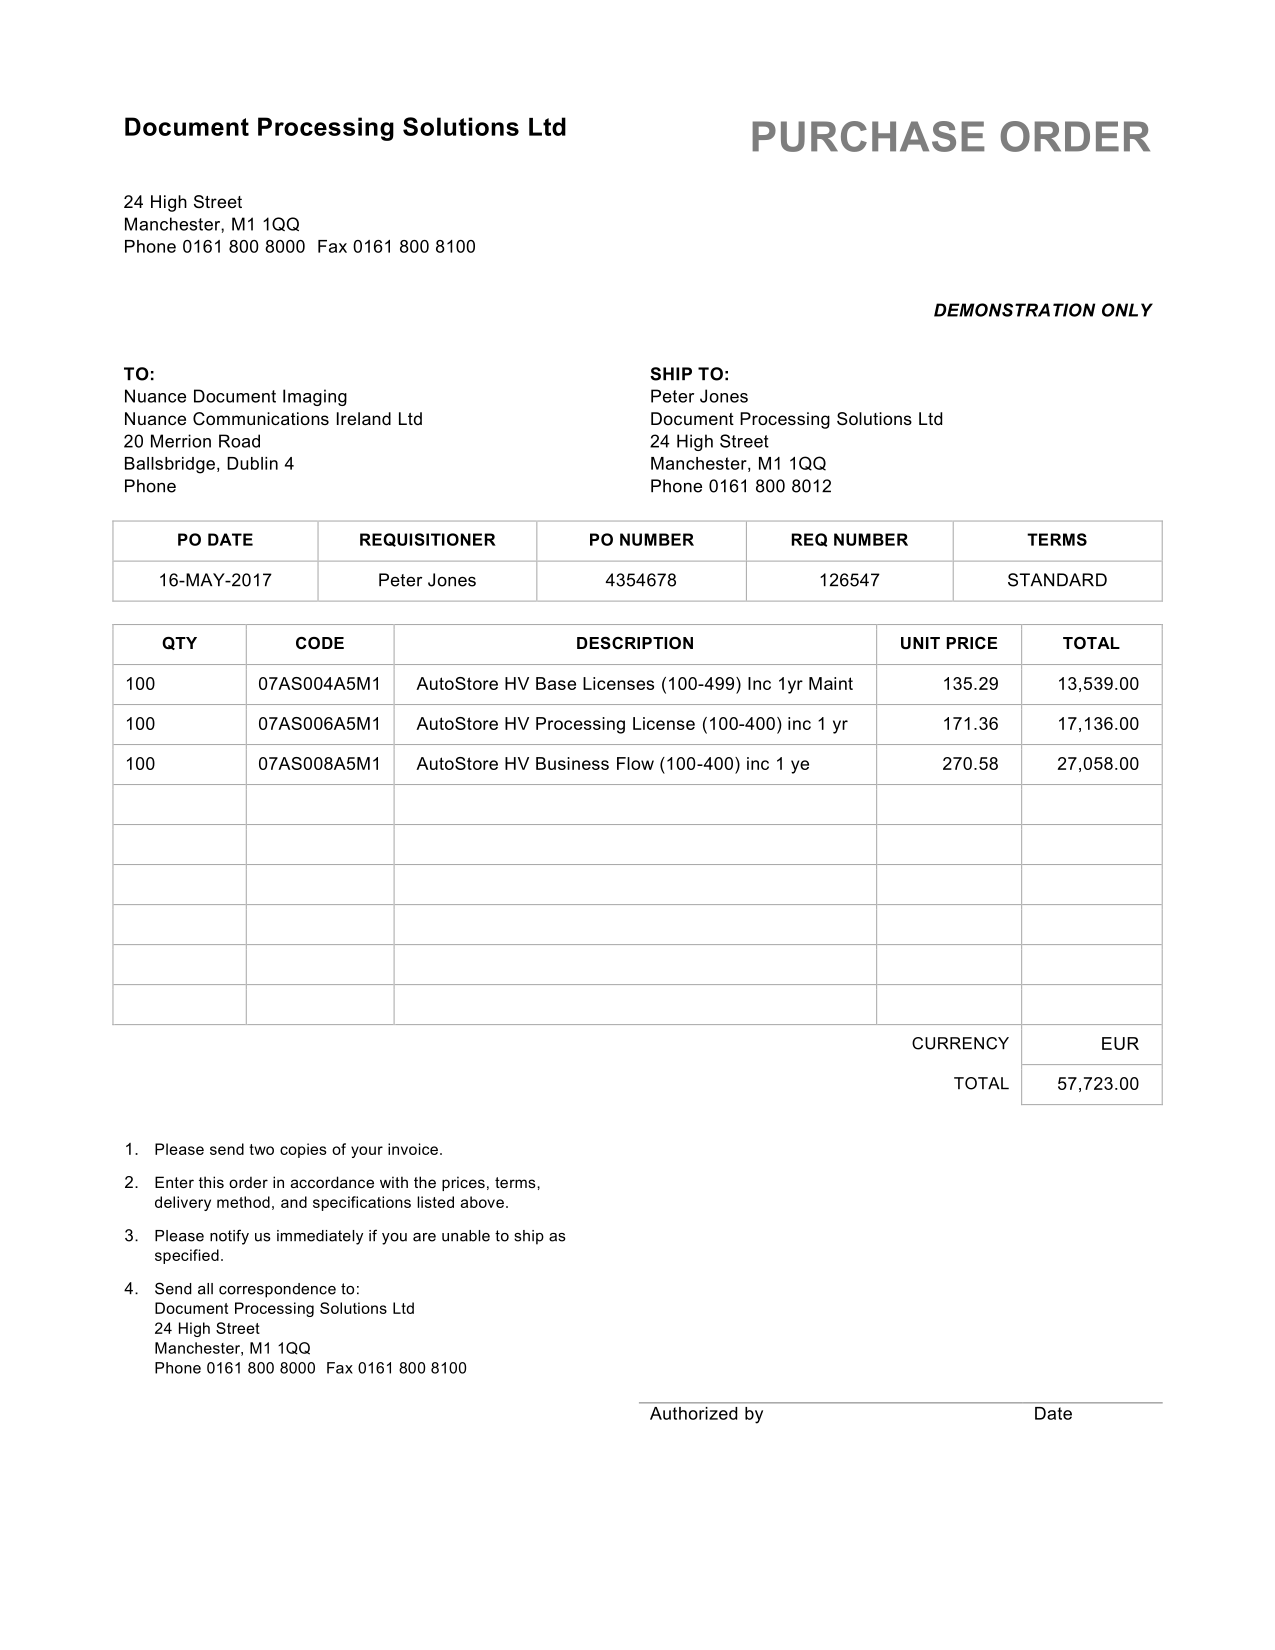 Document Processing Solutions Ltd
PURCHASE ORDER
24 High Street
Manchester, M1 1QQ
Phone 0161 800 8000  Fax 0161 800 8100
DEMONSTRATION ONLY
TO:
Nuance Document Imaging
Nuance Communications Ireland Ltd
20 Merrion Road
Ballsbridge, Dublin 4
Phone
SHIP TO:
Peter Jones
Document Processing Solutions Ltd
24 High Street
Manchester, M1 1QQ
Phone 0161 800 8012
PO DATE REQUISITIONER PO NUMBER REQ NUMBER TERMS
16-MAY-2017 Peter Jones 4354678 126547 STANDARD
QTY CODE DESCRIPTION UNIT PRICE TOTAL
100 07AS004A5M1 AutoStore HV Base Licenses (100-499) Inc 1yr Maint 135.29 13,539.00
100 07AS006A5M1 AutoStore HV Processing License (100-400) inc 1 yr 171.36 17,136.00
100 07AS008A5M1 AutoStore HV Business Flow (100-400) inc 1 ye 270.58 27,058.00
CURRENCY EUR
TOTAL 57,723.00
1. Please send two copies of your invoice.
2. Enter this order in accordance with the prices, terms,
delivery method, and specifications listed above.
3. Please notify us immediately if you are unable to ship as
specified.
4. Send all correspondence to:
Document Processing Solutions Ltd
24 High Street
Manchester, M1 1QQ
Phone 0161 800 8000  Fax 0161 800 8100
Authorized by Date